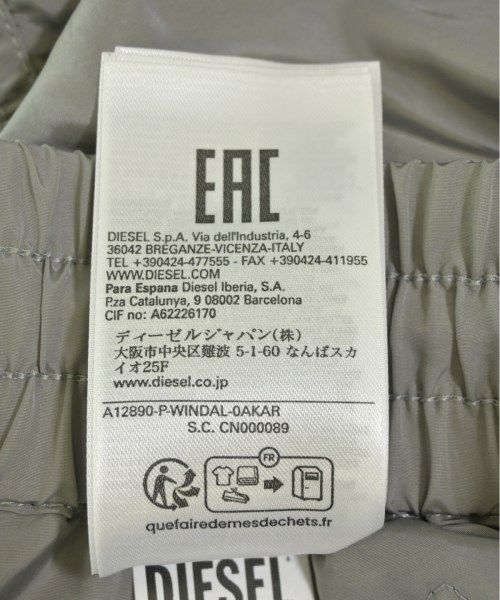 EAC
DIESEL S.p.A. Via dell'Industria, 4-6
36042 BREGANZE-VICENZA-ITALY
TEL +390424-477555 - FAX +390424-411955
WWW.DIESEL.COM
Para Espana Diesel Iberia, S.A.
P.za Catalunya, 9 08002 Barcelona
CIF no: A62226170
ディーゼルジャパン(株)
大阪市中央区難波 5-1-60 なんばスカ
イオ25F
www.diesel.co.jp
A12890-P-WINDAL-0AKAR
S.C. CN000089
FR
quefairedemesdechets.fr
DIESEL